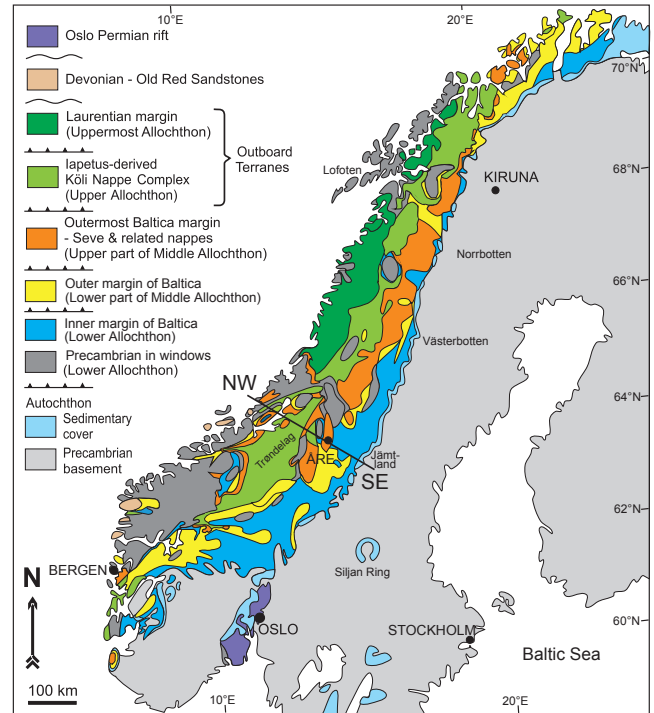 10°E
20°E
Oslo Permian rift
Devonian - Old Red Sandstones
Laurentian margin
(Uppermost Allochthon)
Iapetus-derived
Köli Nappe Complex
(Upper Allochthon)
Outboard
Terranes
Outermost Baltica margin
- Seve & related nappes
(Upper part of Middle Allochthon)
Outer margin of Baltica
(Lower part of Middle Allochthon)
Inner margin of Baltica
(Lower Allochthon)
Precambrian in windows
(Lower Allochthon)
Autochthon
Sedimentary
cover
Precambrian
basement
70°N
68°N
66°N
64°N
62°N
60°N
Lofoten
KIRUNA
Norrbotten
Västerbotten
NW
Trøndelag
ÅRE
Jämt-
land
SE
Siljan Ring
BERGEN
N
OSLO
STOCKHOLM
Baltic Sea
100 km
10°E
20°E